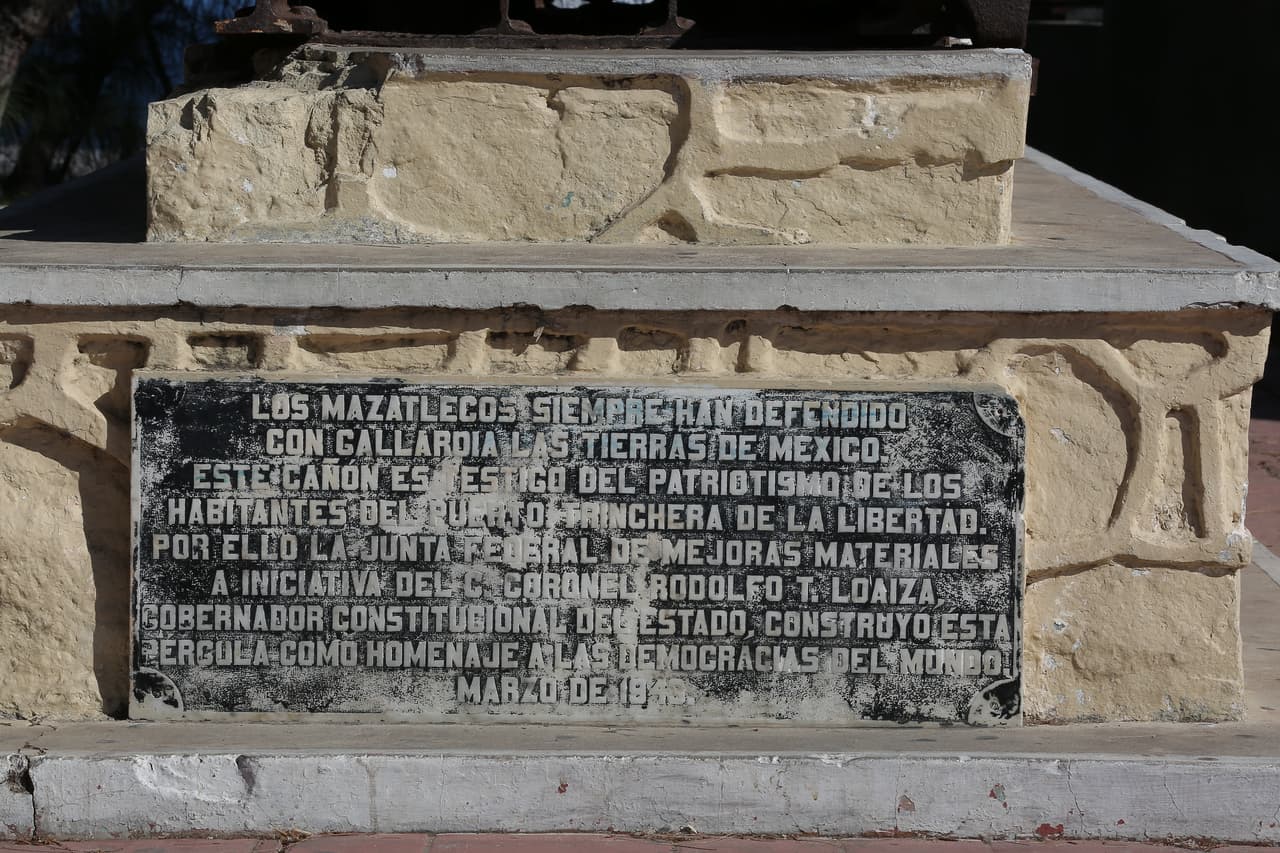 LOS MAZATLECOS SIEMPRE HAN DEFENDIDO
CON GALLARDIA LAS TIERRAS DE MEXICO.
ESTE CAÑON ES TESTIGO DEL PATRIOTISMO DE LOS
HABITANTES DEL PUERTO, TRINCHERA DE LA LIBERTAD.
POR ELLO LA JUNTA FEDERAL DE MEJORAS MATERIALES
A INICIATIVA DEL C. CORONEL RODOLFO T. LOAIZA,
GOBERNADOR CONSTITUCIONAL DEL ESTADO, CONSTRUYO ESTA
PERGOLA COMO HOMENAJE A LAS DEMOCRACIAS DEL MUNDO.
MARZO DE